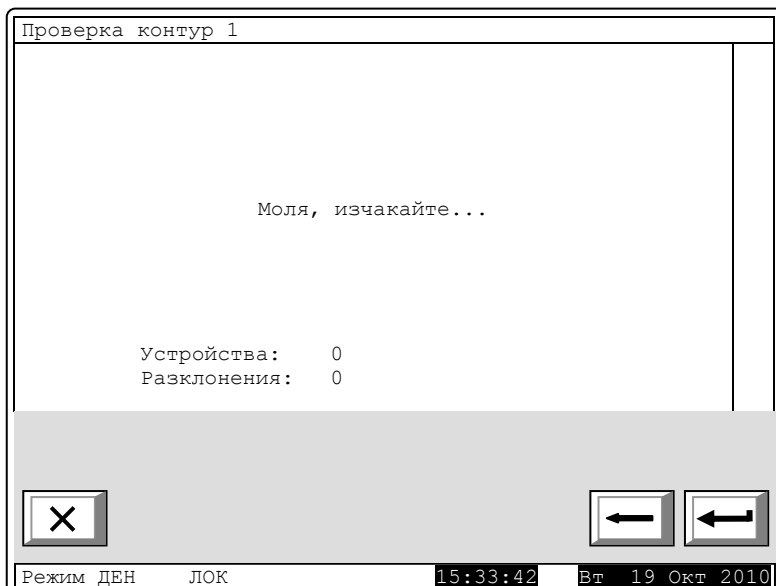 Проверка контур 1
Моля, изчакайте...
Устройства: 0
Разклонения: 0
Режим ДЕН ЛОК 15:33:42 Вт 19 Окт 2010